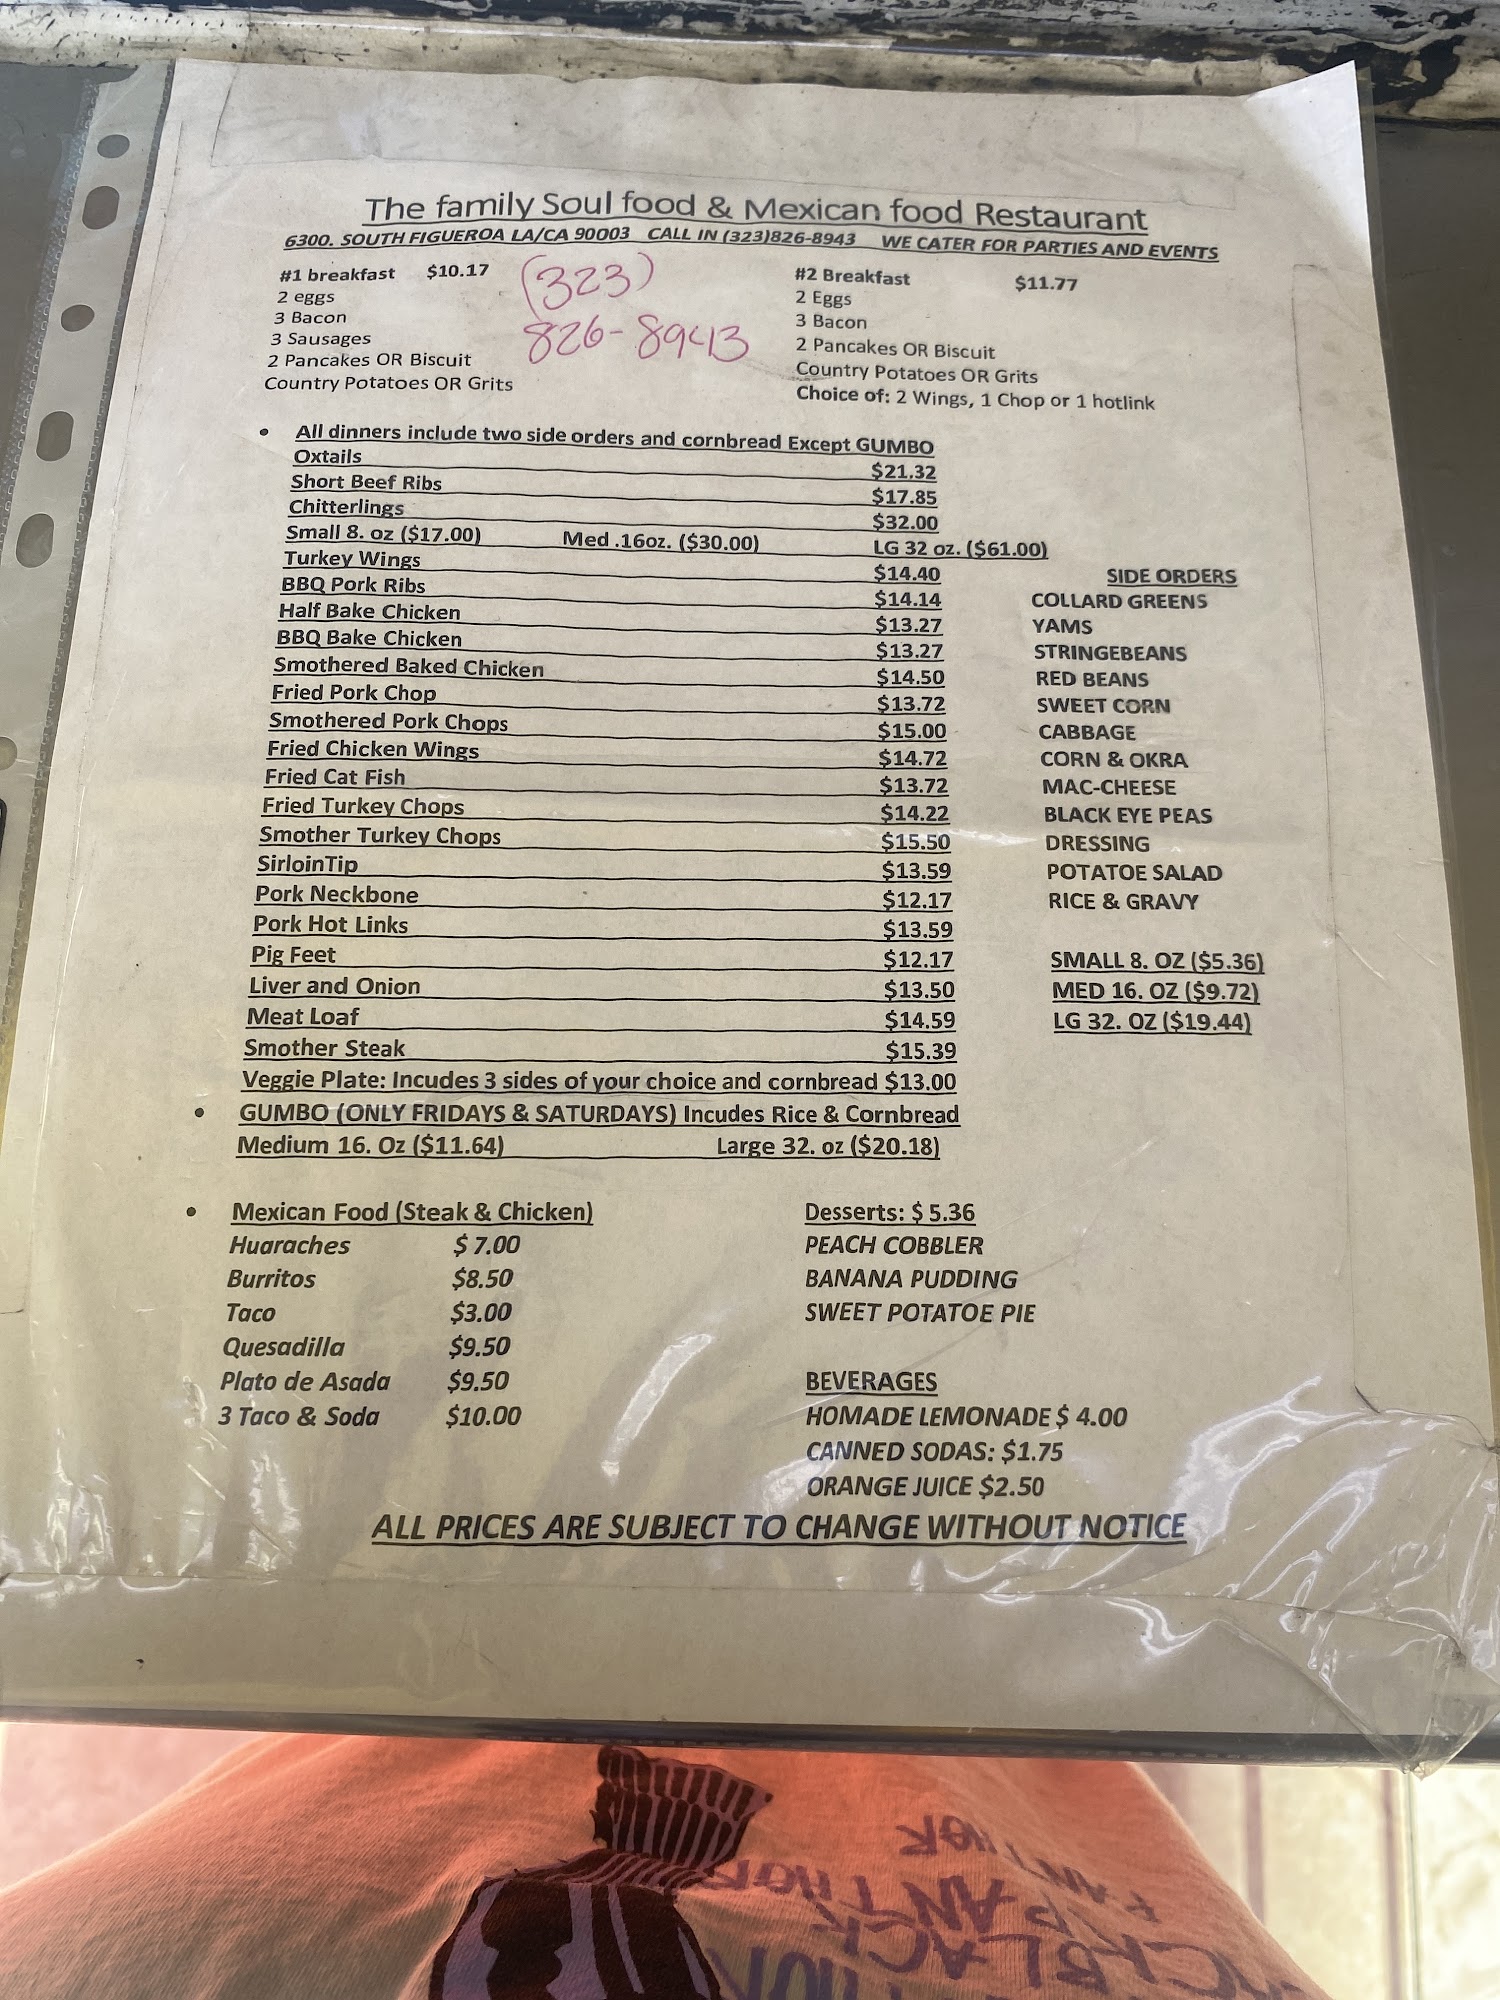 The family Soul food & Mexican food Restaurant
6300. SOUTH FIGUEROA LA/CA 90003 CALL IN (323)826-8943 WE CATER FOR PARTIES AND EVENTS
#1 breakfast $10.17
2 eggs
3 Bacon
3 Sausages
2 Pancakes OR Biscuit
Country Potatoes OR Grits
(323)
826-8943
#2 Breakfast $11.77
2 Eggs
3 Bacon
2 Pancakes OR Biscuit
Country Potatoes OR Grits
Choice of: 2 Wings, 1 Chop or 1 hotlink
• All dinners include two side orders and cornbread Except GUMBO
Oxtails $21.32
Short Beef Ribs $17.85
Chitterlings $32.00
Small 8. oz ($17.00) Med .16oz. ($30.00) LG 32 oz. ($61.00)
Turkey Wings $14.40
BBQ Pork Ribs $14.14
Half Bake Chicken $13.27
BBQ Bake Chicken $13.27
Smothered Baked Chicken $14.50
Fried Pork Chop $13.72
Smothered Pork Chops $15.00
Fried Chicken Wings $14.72
Fried Cat Fish $13.72
Fried Turkey Chops $14.22
Smother Turkey Chops $15.50
SirloinTip $13.59
Pork Neckbone $12.17
Pork Hot Links $13.59
Pig Feet $12.17
Liver and Onion $13.50
Meat Loaf $14.59
Smother Steak $15.39
Veggie Plate: Incudes 3 sides of your choice and cornbread $13.00
• GUMBO (ONLY FRIDAYS & SATURDAYS) Incudes Rice & Cornbread
Medium 16. Oz ($11.64) Large 32. oz ($20.18)
SIDE ORDERS
COLLARD GREENS
YAMS
STRINGEBEANS
RED BEANS
SWEET CORN
CABBAGE
CORN & OKRA
MAC-CHEESE
BLACK EYE PEAS
DRESSING
POTATOE SALAD
RICE & GRAVY
SMALL 8. OZ ($5.36)
MED 16. OZ ($9.72)
LG 32. OZ ($19.44)
• Mexican Food (Steak & Chicken)
Huaraches $ 7.00
Burritos $8.50
Taco $3.00
Quesadilla $9.50
Plato de Asada $9.50
3 Taco & Soda $10.00
Desserts: $ 5.36
PEACH COBBLER
BANANA PUDDING
SWEET POTATOE PIE
BEVERAGES
HOMADE LEMONADE $ 4.00
CANNED SODAS: $1.75
ORANGE JUICE $2.50
ALL PRICES ARE SUBJECT TO CHANGE WITHOUT NOTICE